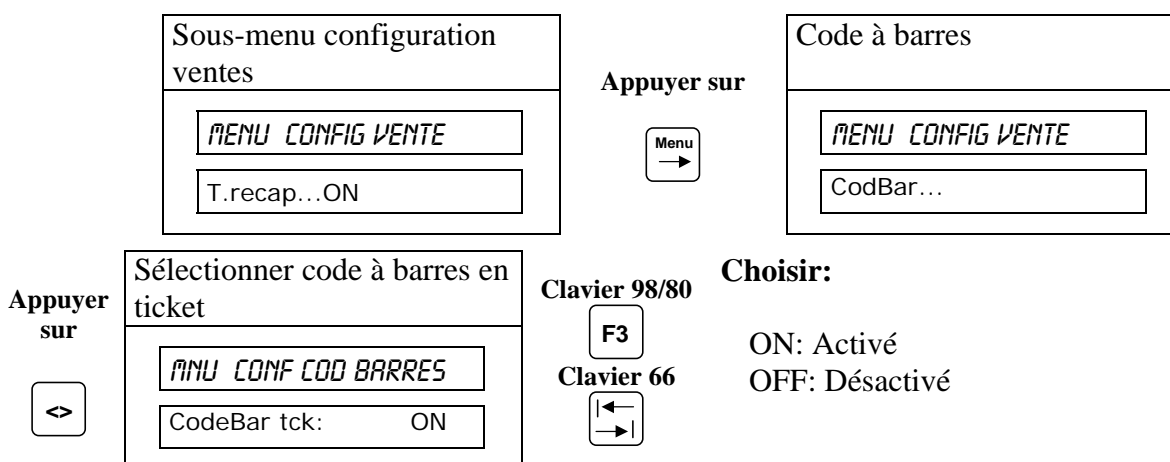 Sous-menu configuration
ventes
MENU CONFIG VENTE
T.recap...ON
Appuyer sur
Menu
Code à barres
MENU CONFIG VENTE
CodBar...
Appuyer
sur
<>
Sélectionner code à barres en
ticket
MNU CONF COD BARRES
CodeBar tck: ON
Clavier 98/80
F3
Clavier 66
Choisir:
ON: Activé
OFF: Désactivé